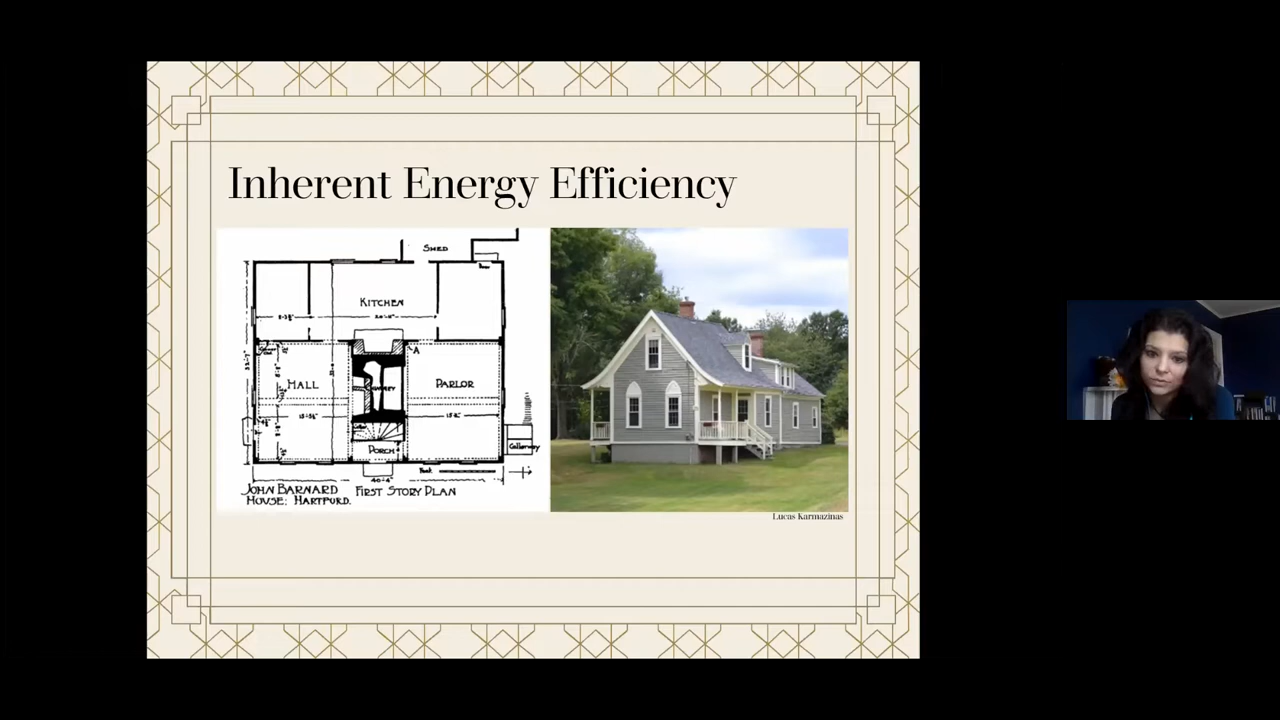 Inherent Energy Efficiency
SHED
KITCHEN
HALL
PARLOR
PORCH
JOHN BARNARD FIRST STORY PLAN
HOUSE: HARTFORD.
Lucas Karmazinas